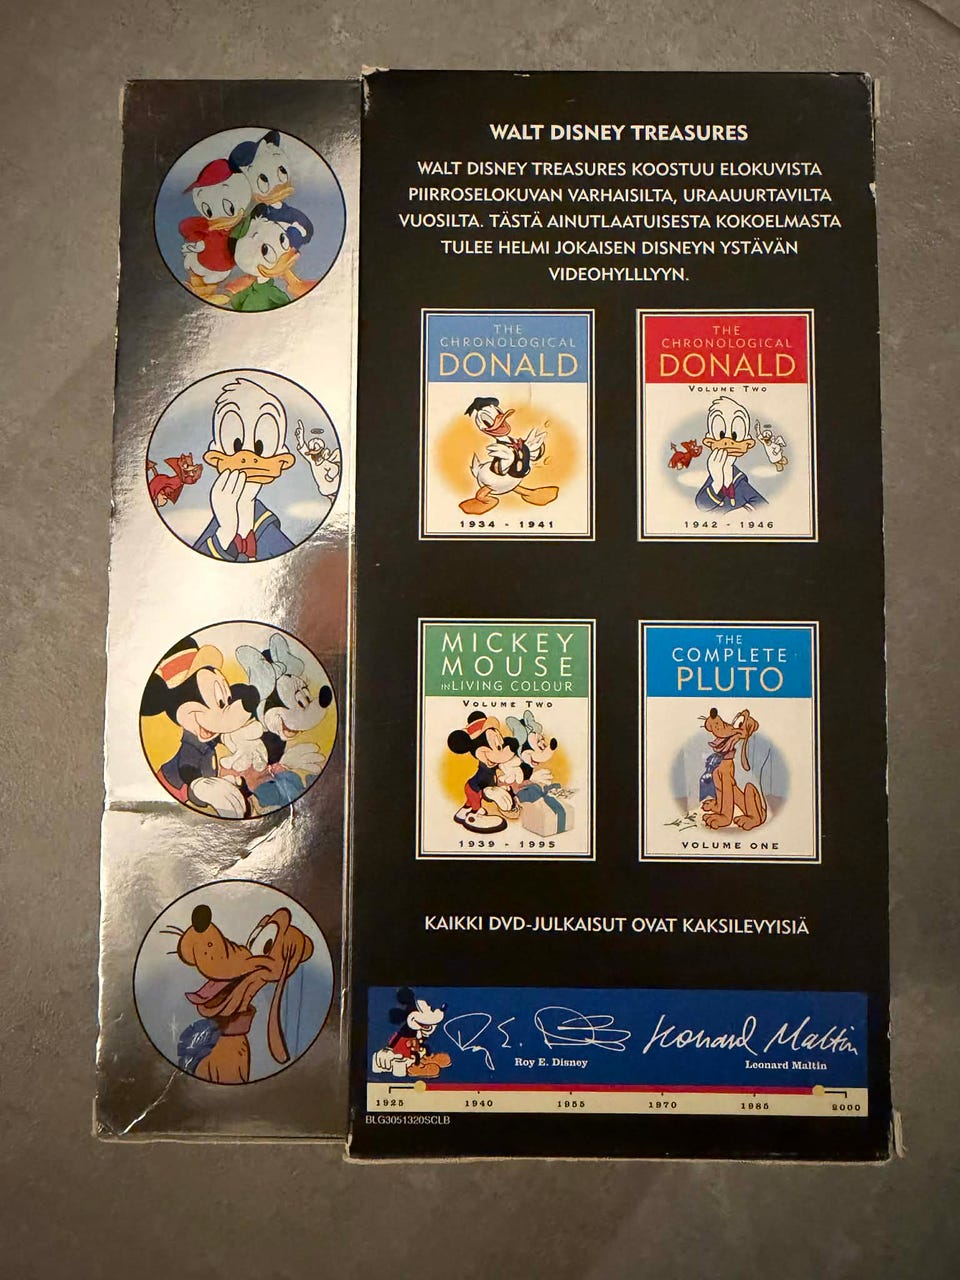 WALT DISNEY TREASURES
WALT DISNEY TREASURES KOOSTUU ELOKUVISTA
PIIRROSELOKUVAN VARHAISILTA, URAAUURTAVILTA
VUOSILTA. TÄSTÄ AINUTLAATUISESTA KOKOELMASTA
TULEE HELMI JOKAISEN DISNEYN YSTÄVÄN
VIDEOHYLLLYYN.
THE
CHRONOLOGICAL
DONALD
1934 - 1941
THE
CHRONOLOGICAL
DONALD
VOLUME TWO
1942 - 1946
MICKEY
MOUSE
IN LIVING COLOUR
VOLUME TWO
1939 - 1995
THE
COMPLETE
PLUTO
VOLUME ONE
KAIKKI DVD-JULKAISUT OVAT KAKSILEVYISIÄ
Roy E. Disney
Leonard Maltin
Roy E. Disney
Leonard Maltin
1925 1940 1955 1970 1985 2000
BLG3051320SCLB